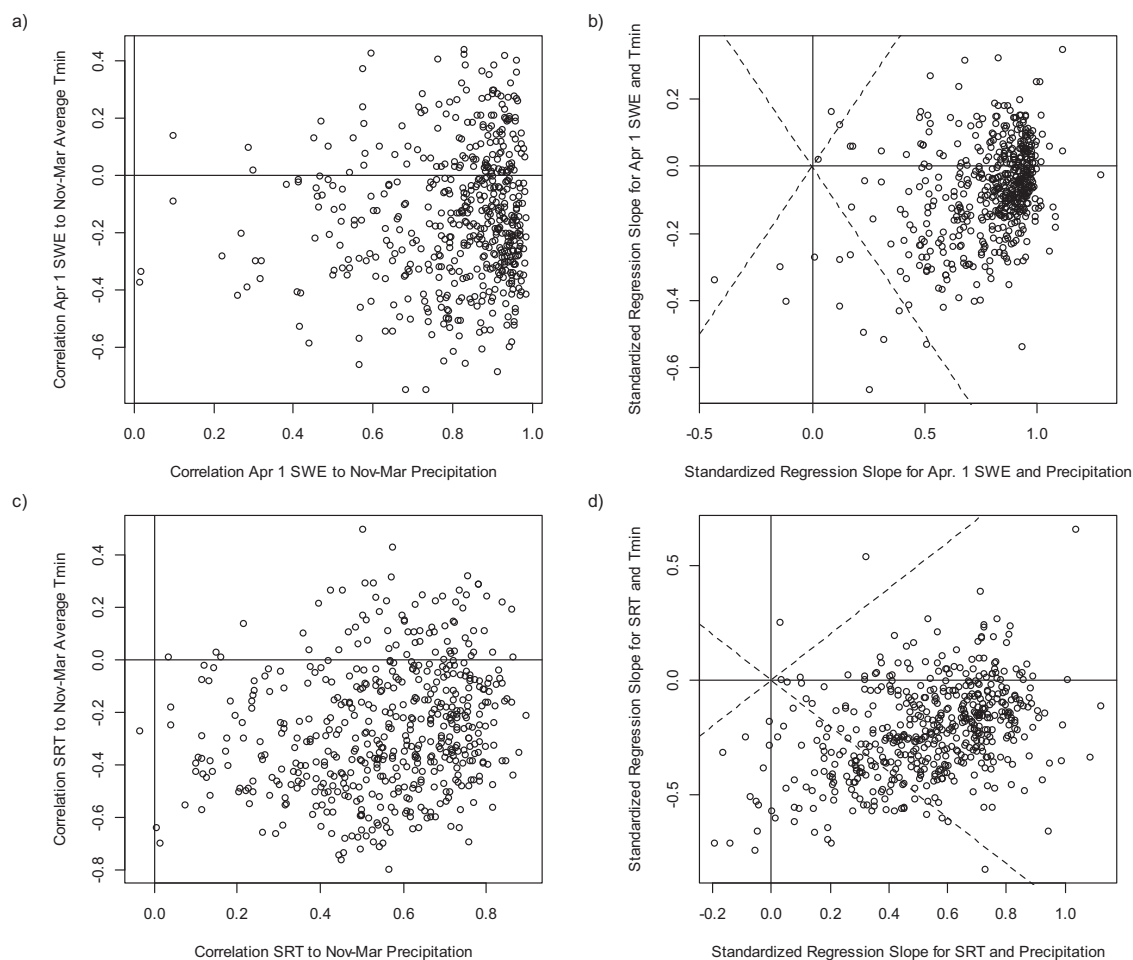 a)
Correlation Apr 1 SWE to Nov-Mar Average Tmin
0.4
0.2
0.0
-0.2
-0.4
-0.6
0.0 0.2 0.4 0.6 0.8 1.0
Correlation Apr 1 SWE to Nov-Mar Precipitation
b)
Standardized Regression Slope for Apr 1 SWE and Tmin
0.2
0.0
-0.2
-0.4
-0.6
-0.5 0.0 0.5 1.0
Standardized Regression Slope for Apr. 1 SWE and Precipitation
c)
Correlation SRT to Nov-Mar Average Tmin
0.4
0.2
0.0
-0.2
-0.4
-0.6
-0.8
0.0 0.2 0.4 0.6 0.8
Correlation SRT to Nov-Mar Precipitation
d)
Standardized Regression Slope for SRT and Tmin
0.5
0.0
-0.5
-0.2 0.0 0.2 0.4 0.6 0.8 1.0
Standardized Regression Slope for SRT and Precipitation